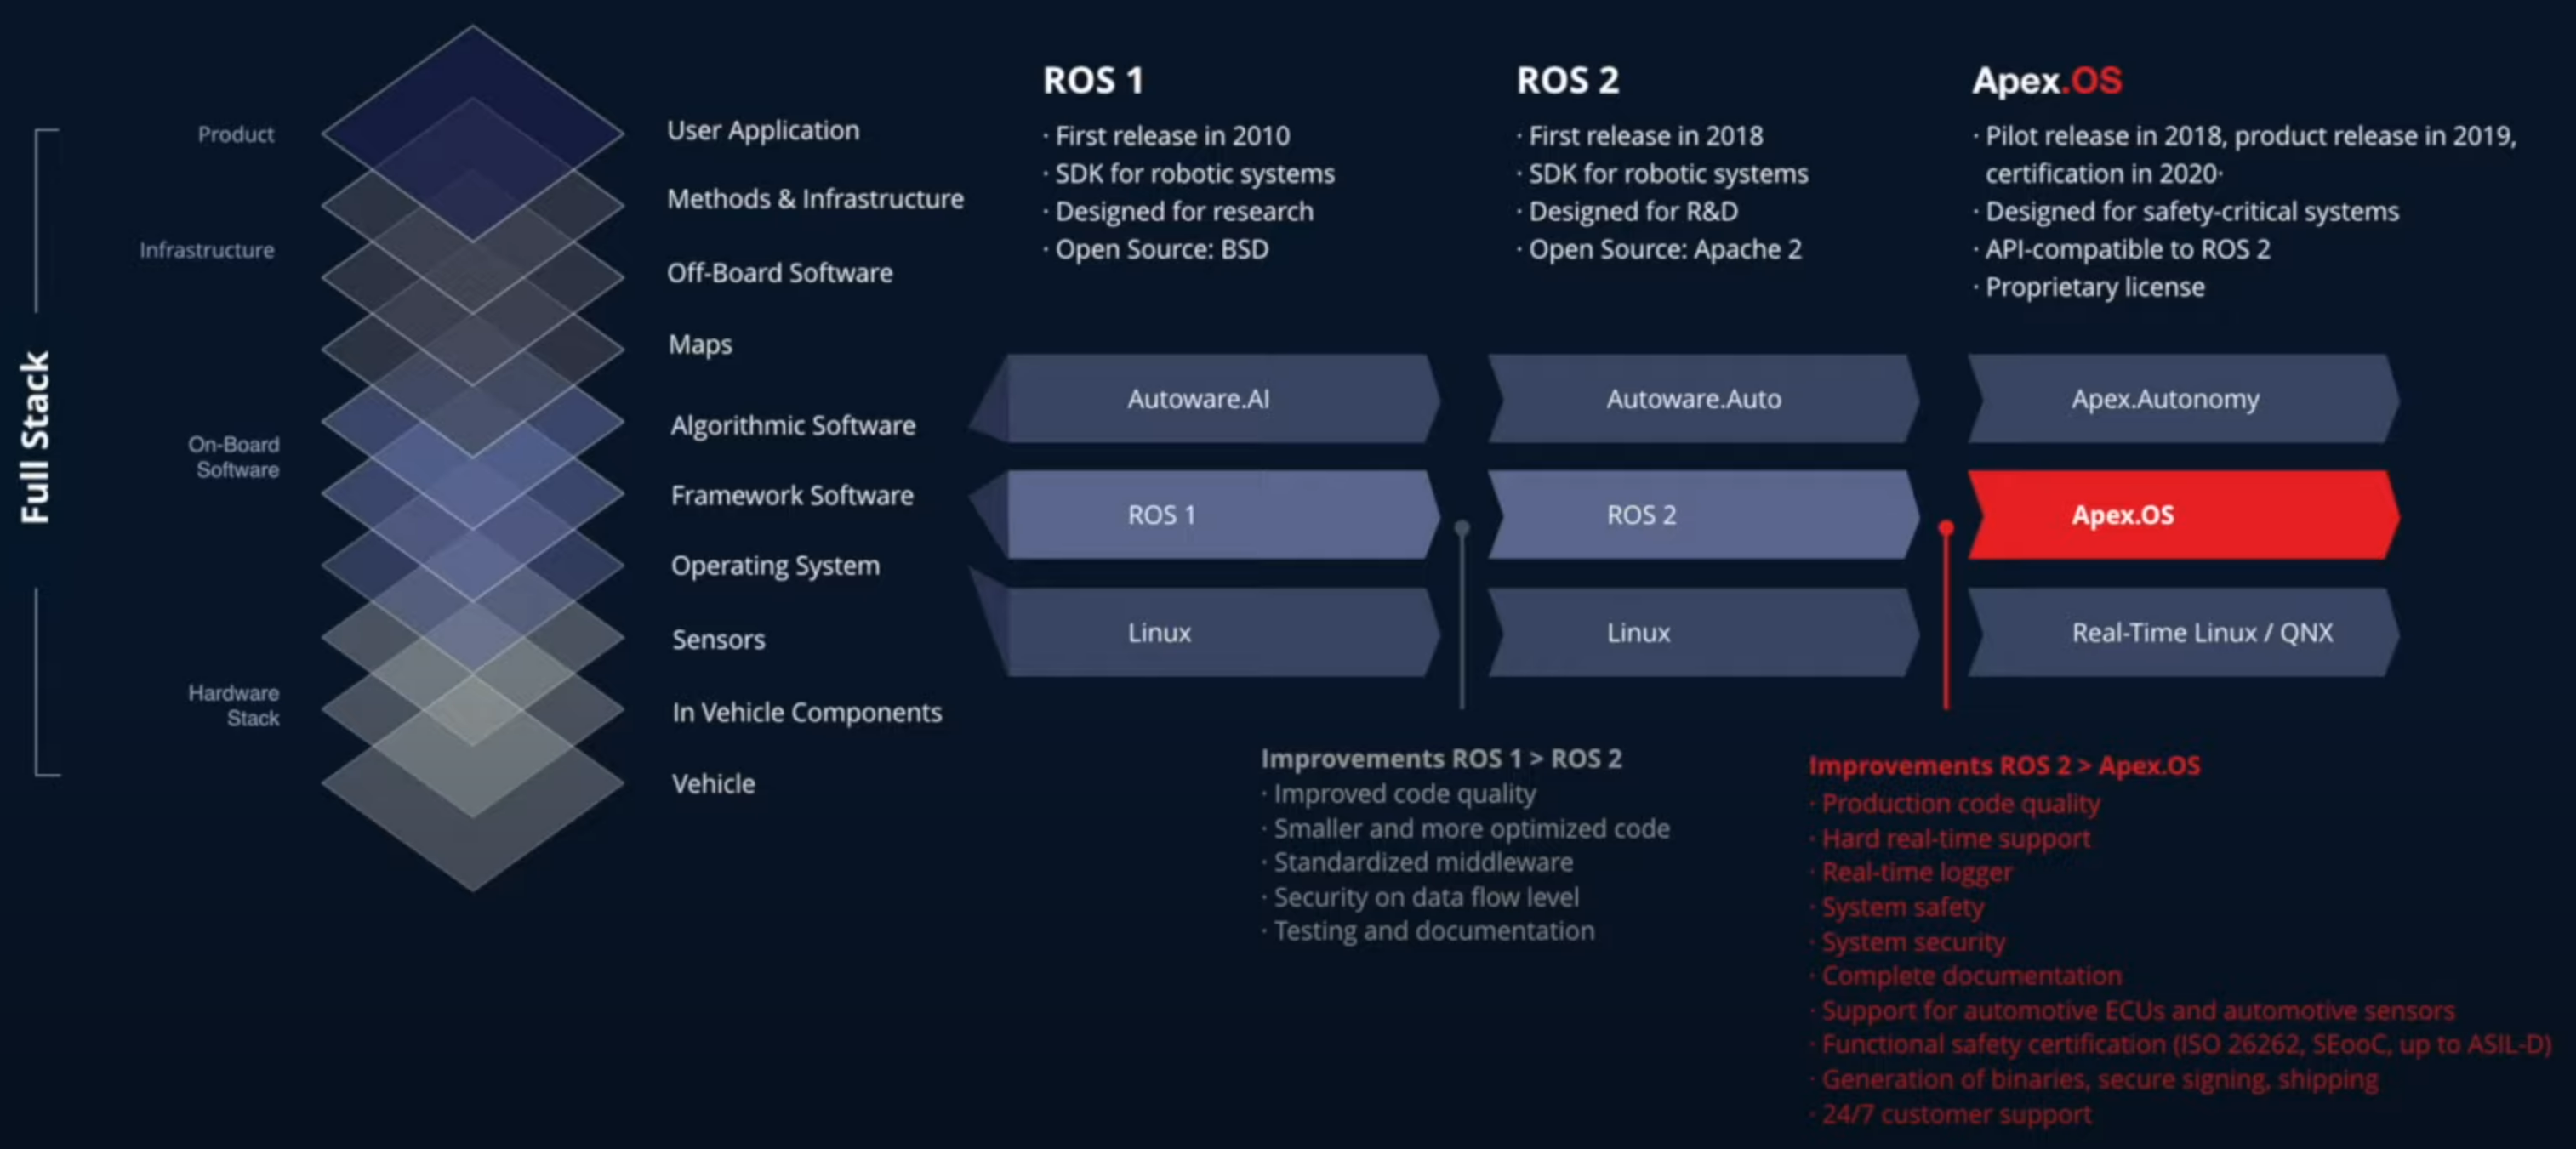 Full Stack
Product
Infrastructure
On-Board
Software
Hardware
Stack
User Application
Methods & Infrastructure
Off-Board Software
Maps
Algorithmic Software
Framework Software
Operating System
Sensors
In Vehicle Components
Vehicle
ROS 1
· First release in 2010
· SDK for robotic systems
· Designed for research
· Open Source: BSD
ROS 2
· First release in 2018
· SDK for robotic systems
· Designed for R&D
· Open Source: Apache 2
Apex.OS
· Pilot release in 2018, product release in 2019,
certification in 2020·
· Designed for safety-critical systems
· API-compatible to ROS 2
· Proprietary license
Autoware.AI
Autoware.Auto
Apex.Autonomy
ROS 1
ROS 2
Apex.OS
Linux
Linux
Real-Time Linux / QNX
Improvements ROS 1 > ROS 2
· Improved code quality
· Smaller and more optimized code
· Standardized middleware
· Security on data flow level
· Testing and documentation
Improvements ROS 2 > Apex.OS
· Production code quality
· Hard real-time support
· Real-time logger
· System safety
· System security
· Complete documentation
· Support for automotive ECUs and automotive sensors
· Functional safety certification (ISO 26262, SEooC, up to ASIL-D)
· Generation of binaries, secure signing, shipping
· 24/7 customer support